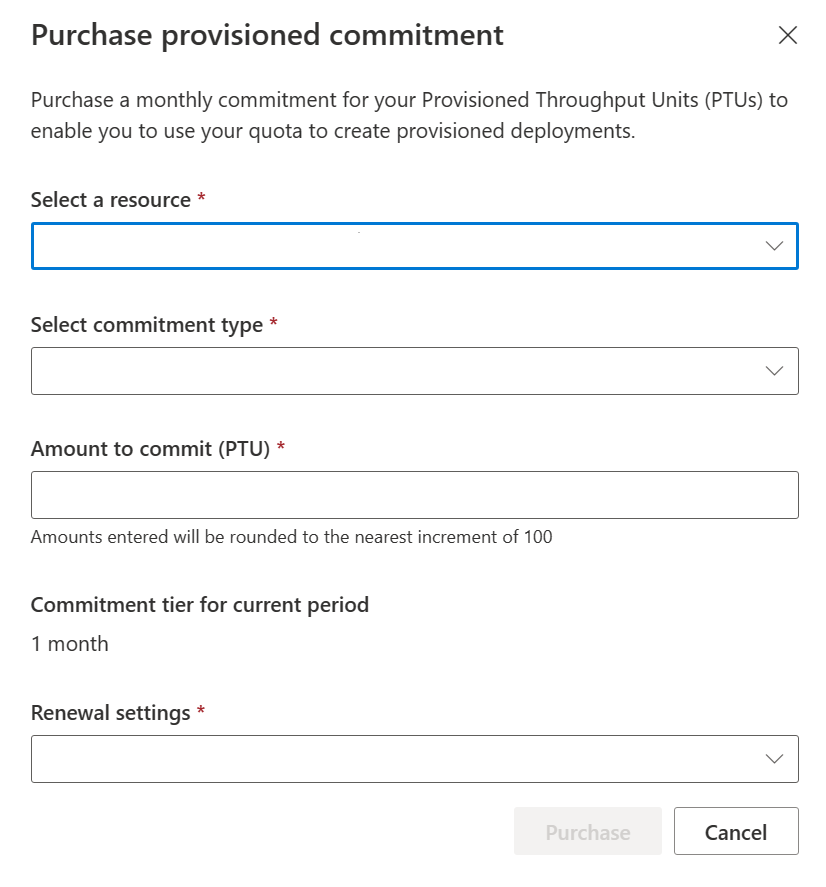 Purchase provisioned commitment
Purchase a monthly commitment for your Provisioned Throughput Units (PTUs) to
enable you to use your quota to create provisioned deployments.
Select a resource *
Select commitment type *
Amount to commit (PTU) *
Amounts entered will be rounded to the nearest increment of 100
Commitment tier for current period
1 month
Renewal settings *
Purchase Cancel